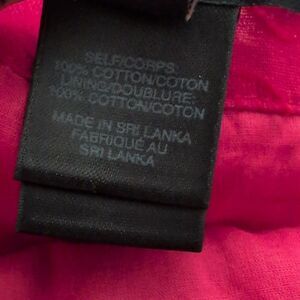 SELF/CORPS:
100% COTTON/COTON
LINING/DOUBLURE:
100% COTTON/COTON
MADE IN SRI LANKA
FABRIQUÉ AU
SRI LANKA